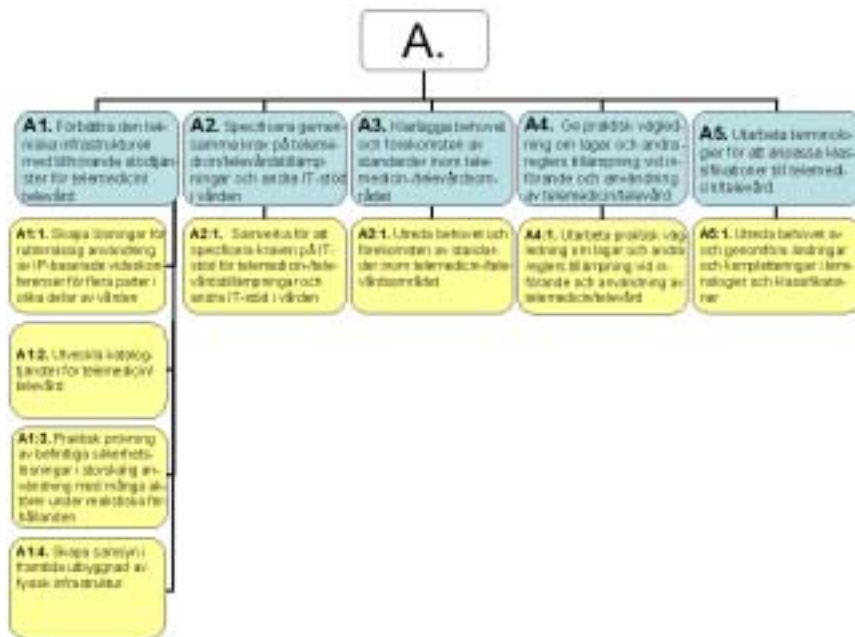 A.
A1. Förbättra den tek-
niska infrastrukturen
med tillhörande stödtjän-
ster för telemedicin/
televård
A2. Specificera gemen-
samma krav på teleme-
dicin/televårdstillämp-
ningar och andra IT-stöd
i vården
A3. Klarlägga behovet
och förekomsten av
standarder inom tele-
medicin-/televårdsom-
rådet
A4. Ge praktisk vägled-
ning om lagar och andra
reglers tillämpning vid in-
förande och användning
av telemedicin/televård
A5. Utarbeta terminolo-
gier för att anpassa klas-
sifikationer till telemedi-
cin/televård
A1:1. Skapa lösningar för
rutinmässig användning
av IP-baserade videokon-
ferenser för flera parter i
olika delar av vården
A2:1. Samverka för att
specificera kraven på IT-
stöd för telemedicin-/tele-
vårdstillämpningar och
andra IT-stöd i vården
A3:1. Utreda behovet och
förekomsten av standar-
der inom telemedicin-/tele-
vårdsområdet
A4:1. Utarbeta praktisk väg-
ledning om lagar och andra
reglers tillämpning vid in-
förande och användning av
telemedicin/televård
A5:1. Utreda behovet av
och genomföra ändringar
och kompletteringar i termi-
nologier och klassifikatio-
ner
A1:2. Utveckla katalog-
tjänster för telemedicin/
televård
A1:3. Praktisk prövning
av befintliga säkerhets-
lösningar i storskalig an-
vändning med många ak-
törer under realistiska för-
hållanden
A1:4. Skapa samsyn i
framtida utbyggnad av
fysisk infrastruktur